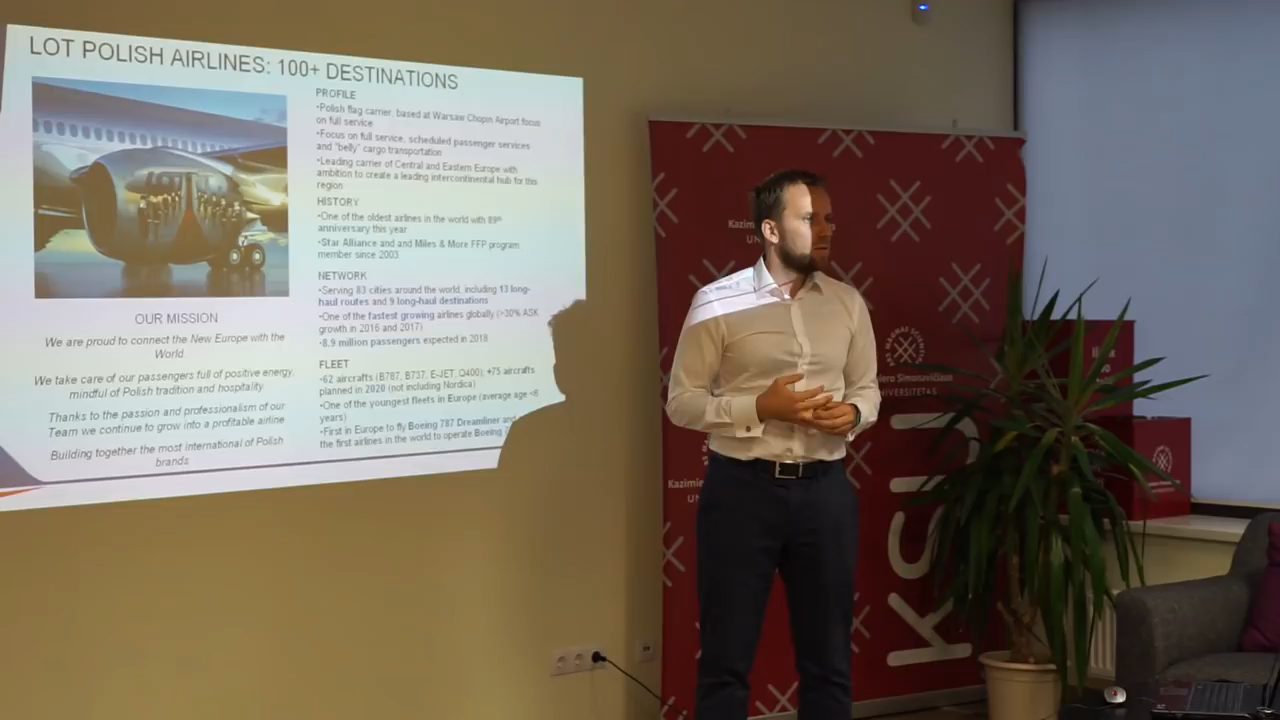 LOT POLISH AIRLINES: 100+ DESTINATIONS
OUR MISSION
We are proud to connect the New Europe with the
World.
We take care of our passengers full of positive energy,
mindful of Polish tradition and hospitality.
Thanks to the passion and professionalism of our
Team we continue to grow into a profitable airline
Building together the most international of Polish
brands
PROFILE
•Polish flag carrier, based at Warsaw Chopin Airport focus
on full service
•Focus on full service, scheduled passenger services
and "belly" cargo transportation
•Leading carrier of Central and Eastern Europe with
ambition to create a leading intercontinental hub for this
region
HISTORY
•One of the oldest airlines in the world with 89th
anniversary this year
•Star Alliance and and Miles & More FFP program
member since 2003
NETWORK
•Serving 83 cities around the world, including 13 long-
haul routes and 9 long-haul destinations
•One of the fastest growing airlines globally (>30% ASK
growth in 2016 and 2017)
•8.9 million passengers expected in 2018
FLEET
•62 aircrafts (B787, B737, E-JET, Q400); +75 aircrafts
planned in 2020 (not including Nordica)
•One of the youngest fleets in Europe (average age <8
years)
•First in Europe to fly Boeing 787 Dreamliner and
the first airlines in the world to operate Boeing 7
Kazim
UN
ero Simonavičiaus
NIVERSITETAS
Kazimie
UN
KSU